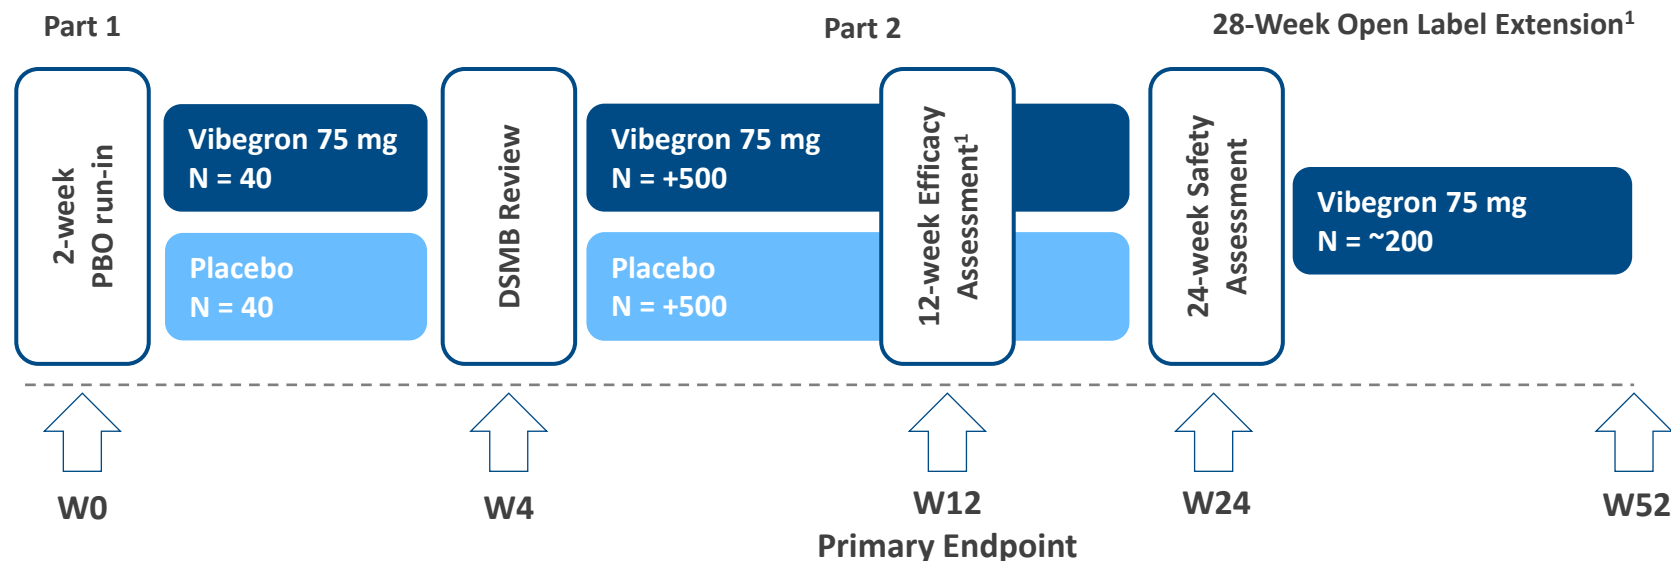 Part 1
Part 2
28-Week Open Label Extension¹
2-week
PBO run-in
Vibegron 75 mg
N = 40
Placebo
N = 40
DSMB Review
Vibegron 75 mg
N = +500
Placebo
N = +500
12-week Efficacy
Assessment¹
24-week Safety
Assessment
Vibegron 75 mg
N = ~200
W0
W4
W12
Primary Endpoint
W24
W52